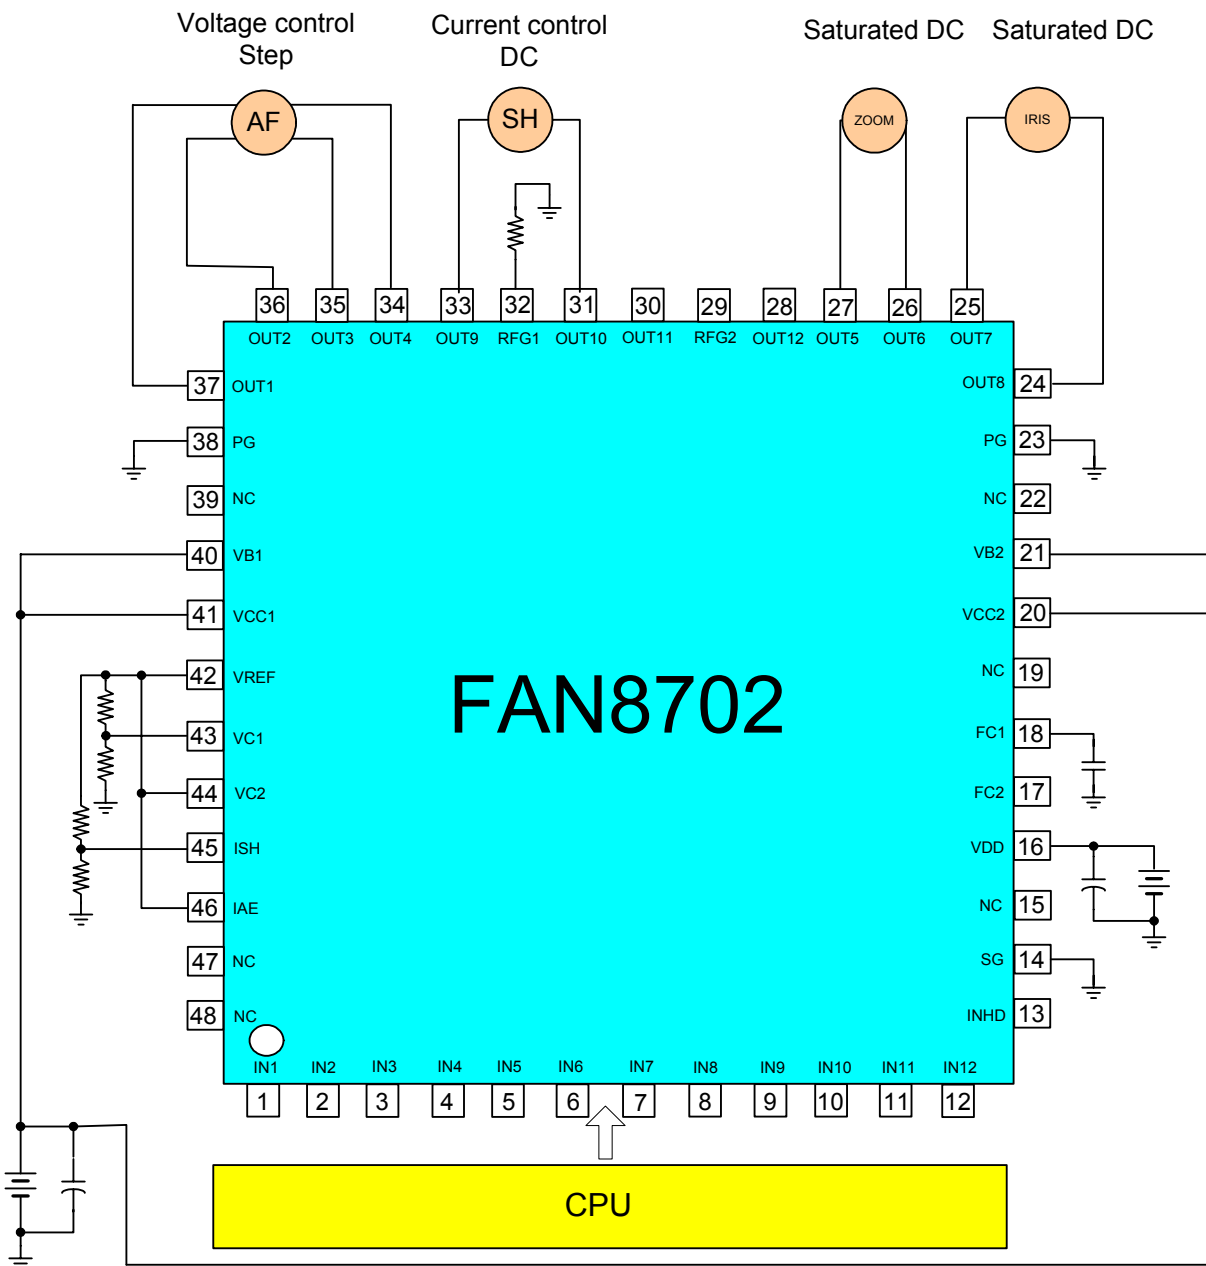 Voltage control
Step
Current control
DC
Saturated DC
Saturated DC
AF
SH
ZOOM
IRIS
36 35 34 33 32 31 30 29 28 27 26 25
OUT2 OUT3 OUT4 OUT9 RFG1 OUT10 OUT11 RFG2 OUT12 OUT5 OUT6 OUT7
37 OUT1
OUT8 24
38 PG
PG 23
39 NC
NC 22
40 VB1
VB2 21
41 VCC1
VCC2 20
42 VREF
NC 19
FAN8702
43 VC1
FC1 18
44 VC2
FC2 17
45 ISH
VDD 16
46 IAE
NC 15
47 NC
SG 14
48 NC
INHD 13
IN1 IN2 IN3 IN4 IN5 IN6 IN7 IN8 IN9 IN10 IN11 IN12
1 2 3 4 5 6 7 8 9 10 11 12
CPU